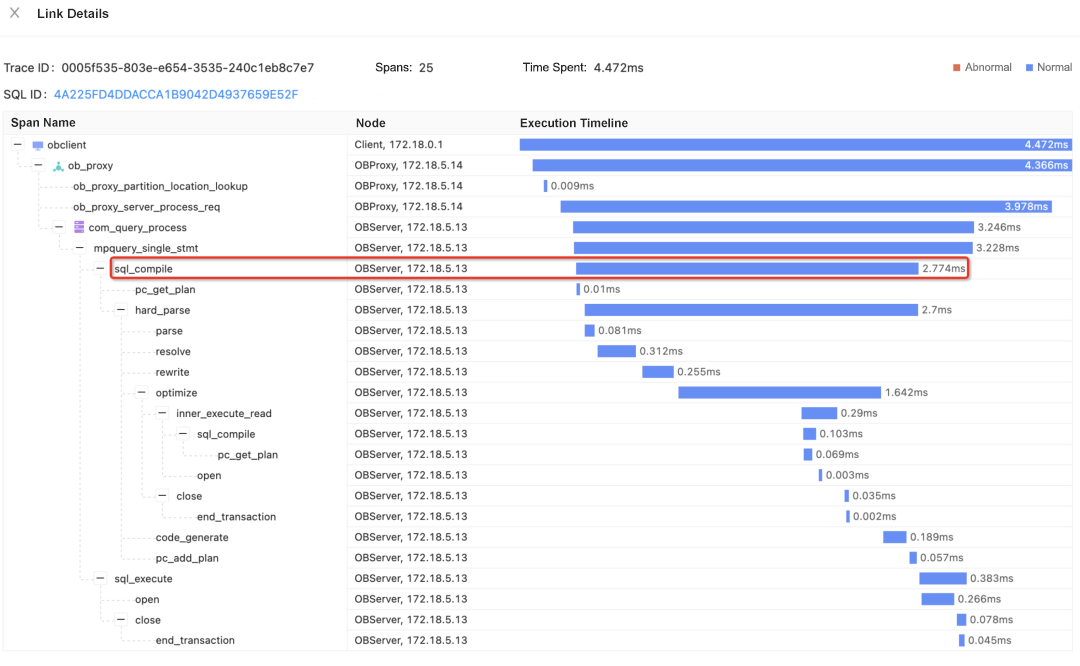 Link Details
Trace ID: 0005f535-803e-e654-3535-240c1eb8c7e7 Spans: 25 Time Spent: 4.472ms Abnormal Normal
SQL ID: 4A225FD4DDACCA1B9042D4937659E52F
Span Name Node Execution Timeline
obclient Client, 172.18.0.1 4.472ms
ob_proxy OBProxy, 172.18.5.14 4.366ms
ob_proxy_partition_location_lookup OBProxy, 172.18.5.14 0.009ms
ob_proxy_server_process_req OBProxy, 172.18.5.14 3.978ms
com_query_process OBServer, 172.18.5.13 3.246ms
mpquery_single_stmt OBServer, 172.18.5.13 3.228ms
sql_compile OBServer, 172.18.5.13 2.774ms
pc_get_plan OBServer, 172.18.5.13 0.01ms
hard_parse OBServer, 172.18.5.13 2.7ms
parse OBServer, 172.18.5.13 0.081ms
resolve OBServer, 172.18.5.13 0.312ms
rewrite OBServer, 172.18.5.13 0.255ms
optimize OBServer, 172.18.5.13 1.642ms
inner_execute_read OBServer, 172.18.5.13 0.29ms
sql_compile OBServer, 172.18.5.13 0.103ms
pc_get_plan OBServer, 172.18.5.13 0.069ms
open OBServer, 172.18.5.13 0.003ms
close OBServer, 172.18.5.13 0.035ms
end_transaction OBServer, 172.18.5.13 0.002ms
code_generate OBServer, 172.18.5.13 0.189ms
pc_add_plan OBServer, 172.18.5.13 0.057ms
sql_execute OBServer, 172.18.5.13 0.383ms
open OBServer, 172.18.5.13 0.266ms
close OBServer, 172.18.5.13 0.078ms
end_transaction OBServer, 172.18.5.13 0.045ms